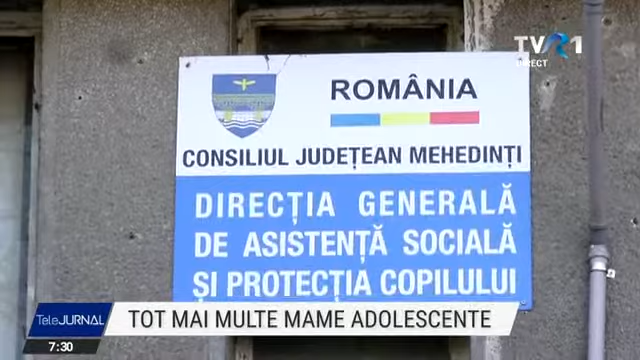 TVR1
DIRECT
ROMÂNIA
CONSILIUL JUDEȚEAN MEHEDINȚI
DIRECȚIA GENERALĂ
DE ASISTENȚĂ SOCIALĂ
ȘI PROTECȚIA COPILULUI
TeleJURNAL
TOT MAI MULTE MAME ADOLESCENTE
7:30